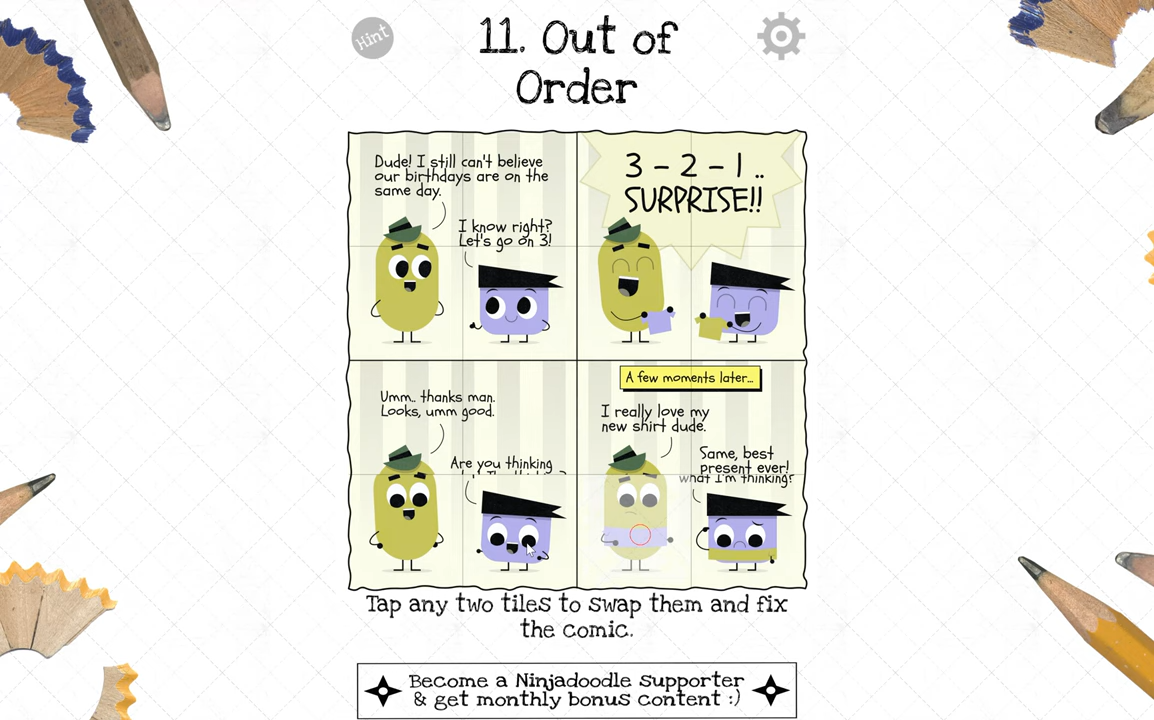 Hint
11. Out of
Order
Dude! I still can't believe
our birthdays are on the
same day.
I know right?
Let's go on 3!
3 - 2 - 1 ..
SURPRISE!!
Umm.. thanks man.
Looks, umm good.
Are you thinking
A few moments later...
I really love my
new shirt dude.
Same, best
present ever!
what I'm thinking?
Tap any two tiles to swap them and fix
the comic.
Become a Ninjadoodle supporter
& get monthly bonus content :)